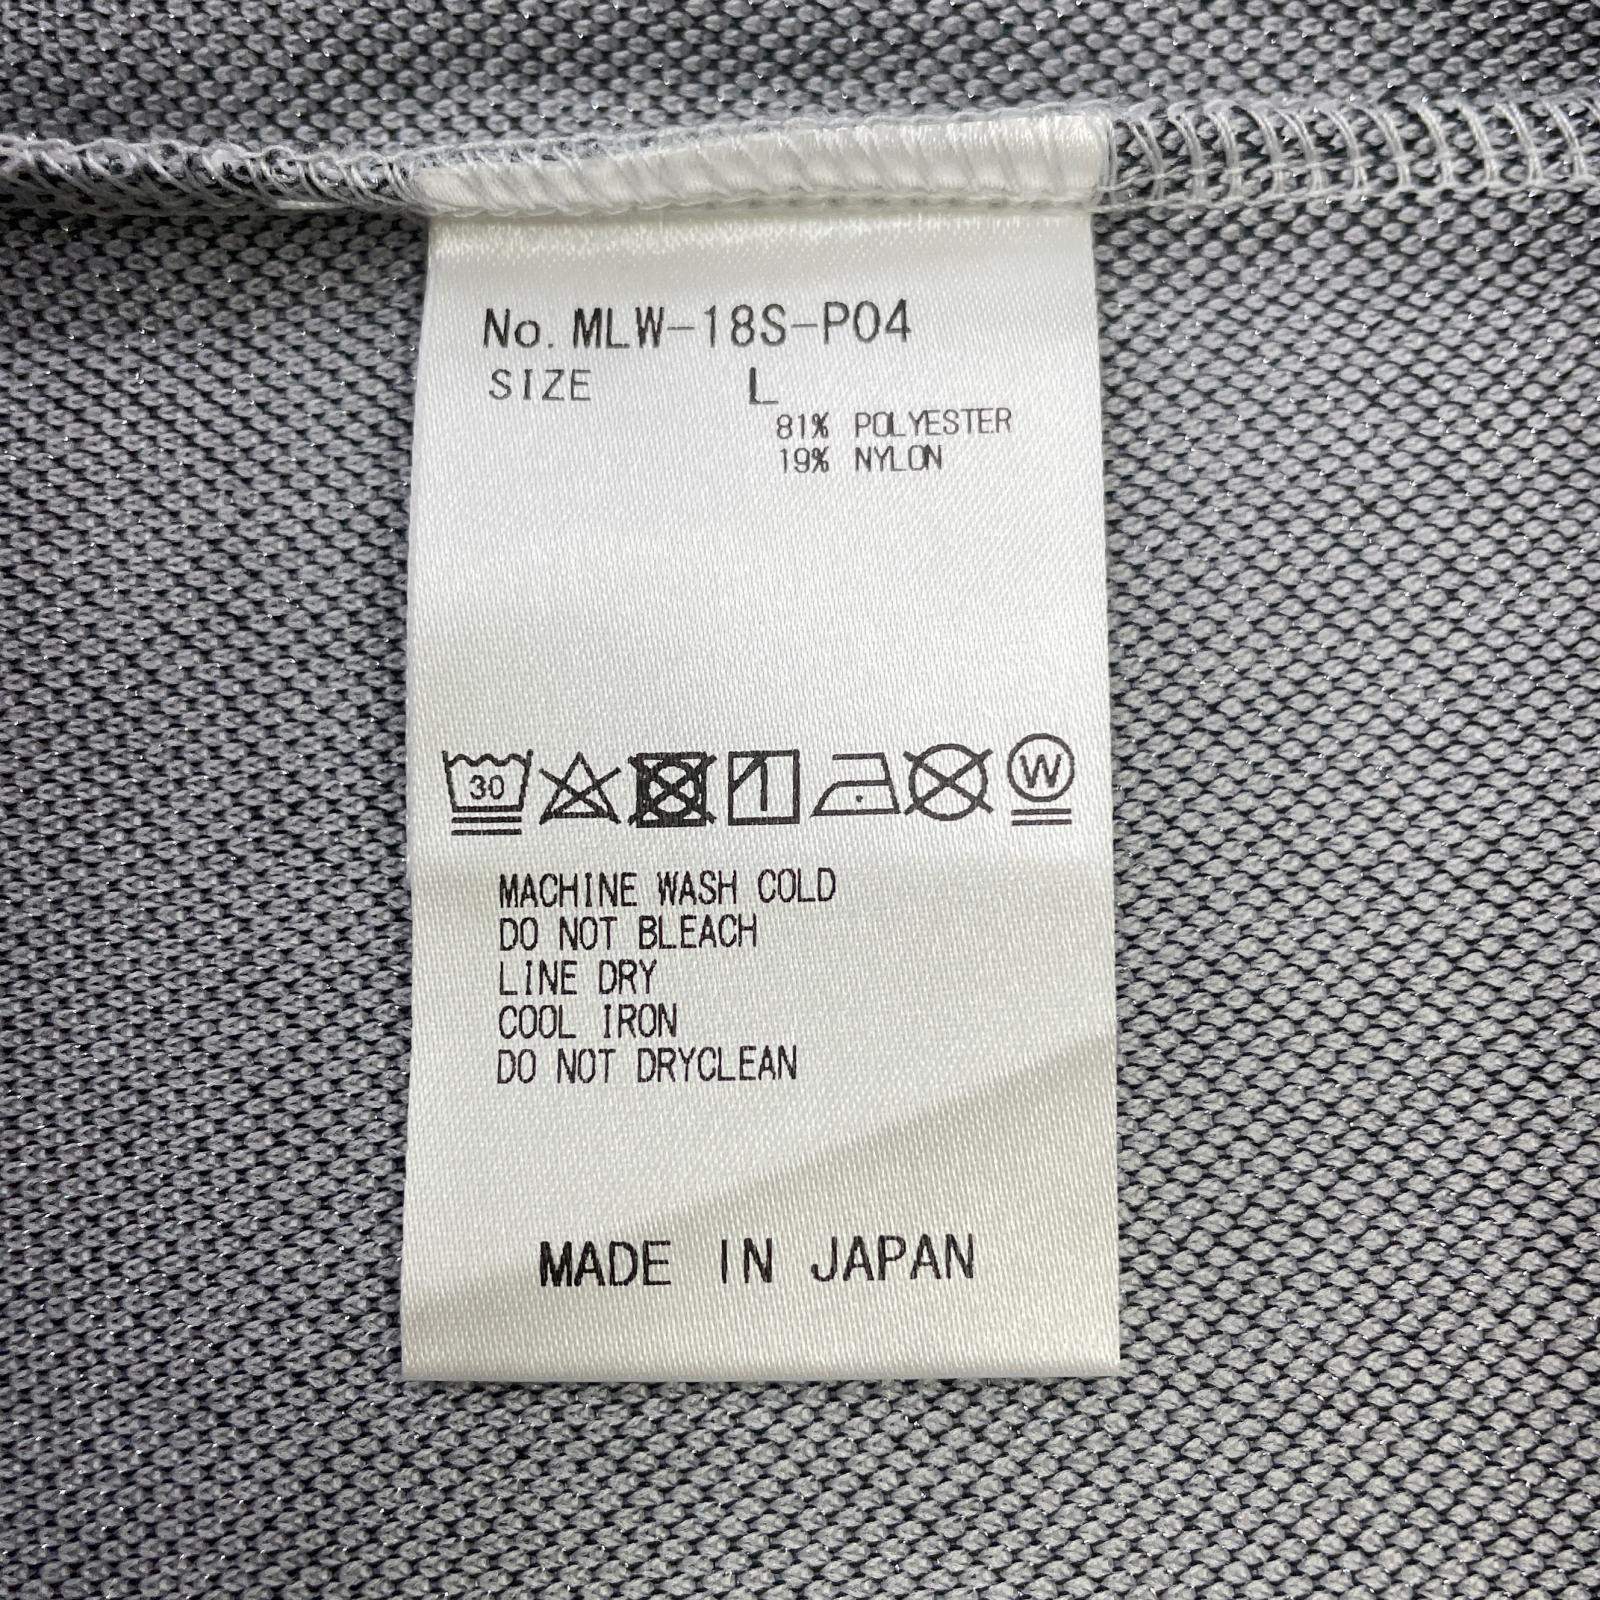 No. MLW-18S-P04
SIZE L
81% POLYESTER
19% NYLON
30 W
MACHINE WASH COLD
DO NOT BLEACH
LINE DRY
COOL IRON
DO NOT DRYCLEAN
MADE IN JAPAN